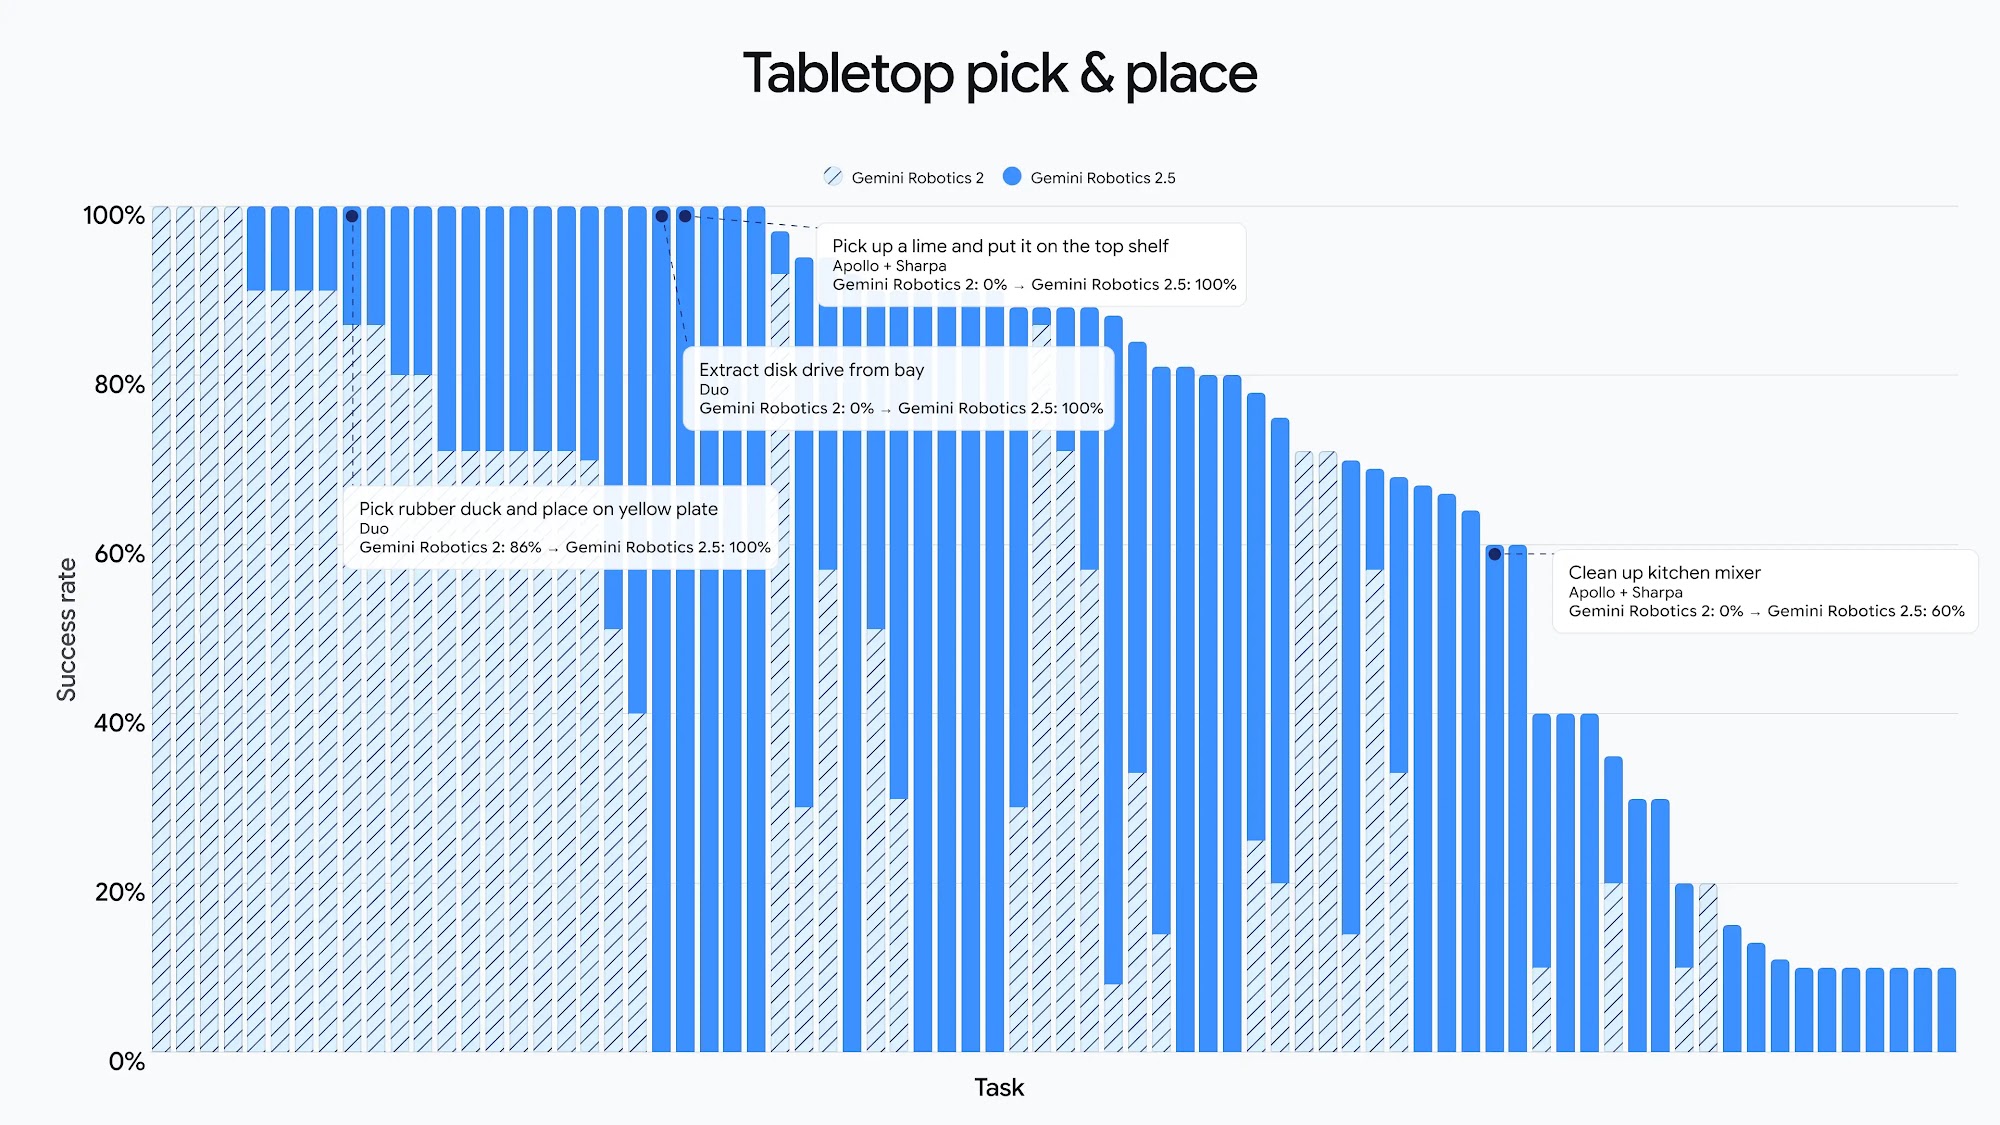 Tabletop pick & place
Gemini Robotics 2
Gemini Robotics 2.5
100%
80%
60%
40%
20%
0%
Success rate
Pick up a lime and put it on the top shelf
Apollo + Sharpa
Gemini Robotics 2: 0% → Gemini Robotics 2.5: 100%
Extract disk drive from bay
Duo
Gemini Robotics 2: 0% → Gemini Robotics 2.5: 100%
Pick rubber duck and place on yellow plate
Duo
Gemini Robotics 2: 86% → Gemini Robotics 2.5: 100%
Clean up kitchen mixer
Apollo + Sharpa
Gemini Robotics 2: 0% → Gemini Robotics 2.5: 60%
Task